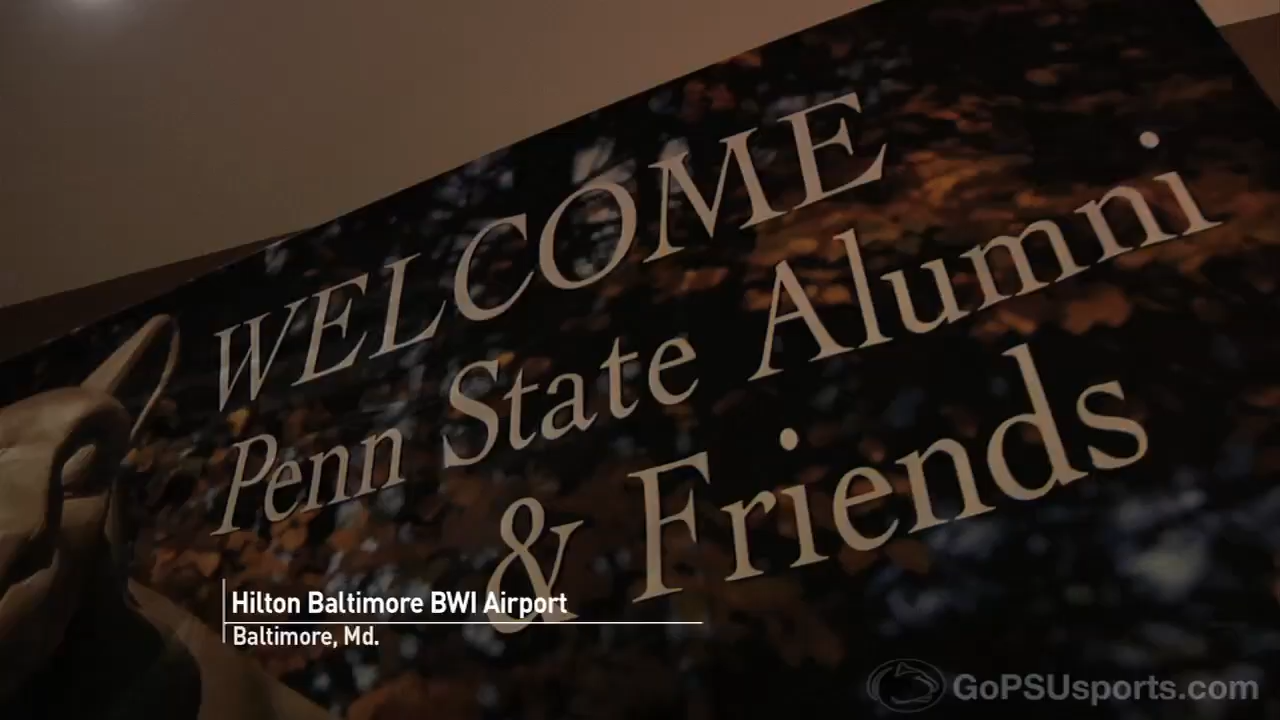 WELCOME
Penn State Alumni
& Friends
Hilton Baltimore BWI Airport
Baltimore, Md.
GoPSUsports.com